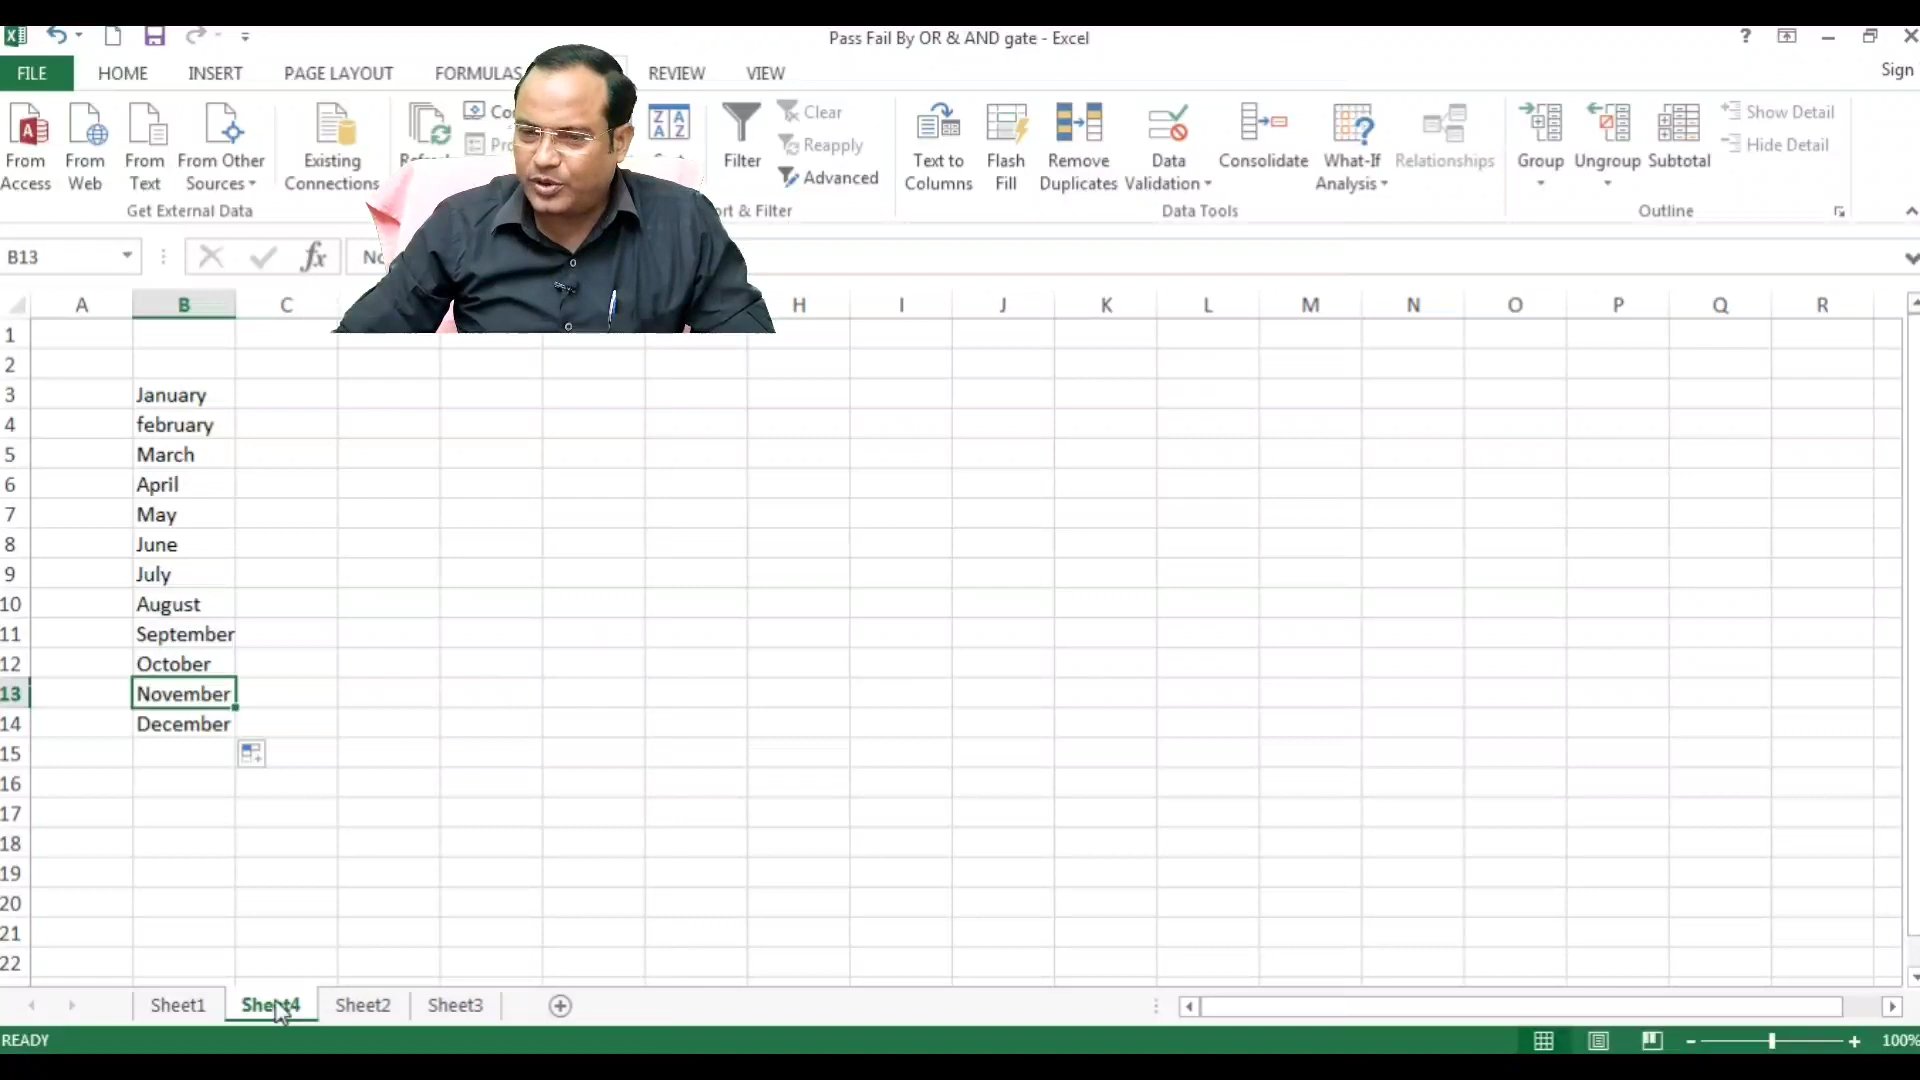 Pass Fail By OR & AND gate - Excel
?
FILE HOME INSERT PAGE LAYOUT FORMULAS REVIEW VIEW
Sign
From Access
From Web
From Text
From Other Sources
Existing Connections
Get External Data
Filter
Clear
Reapply
Advanced
Text to Columns
Flash Fill
Remove Duplicates
Data Validation
Consolidate
What-If Analysis
Relationships
Data Tools
Group
Ungroup
Subtotal
Show Detail
Hide Detail
Outline
B13
fx
A B C H I J K L M N O P Q R
1
2
3 January
4 february
5 March
6 April
7 May
8 June
9 July
10 August
11 September
12 October
13 November
14 December
15
16
17
18
19
20
21
22
Sheet1 Sheet4 Sheet2 Sheet3
READY
100%